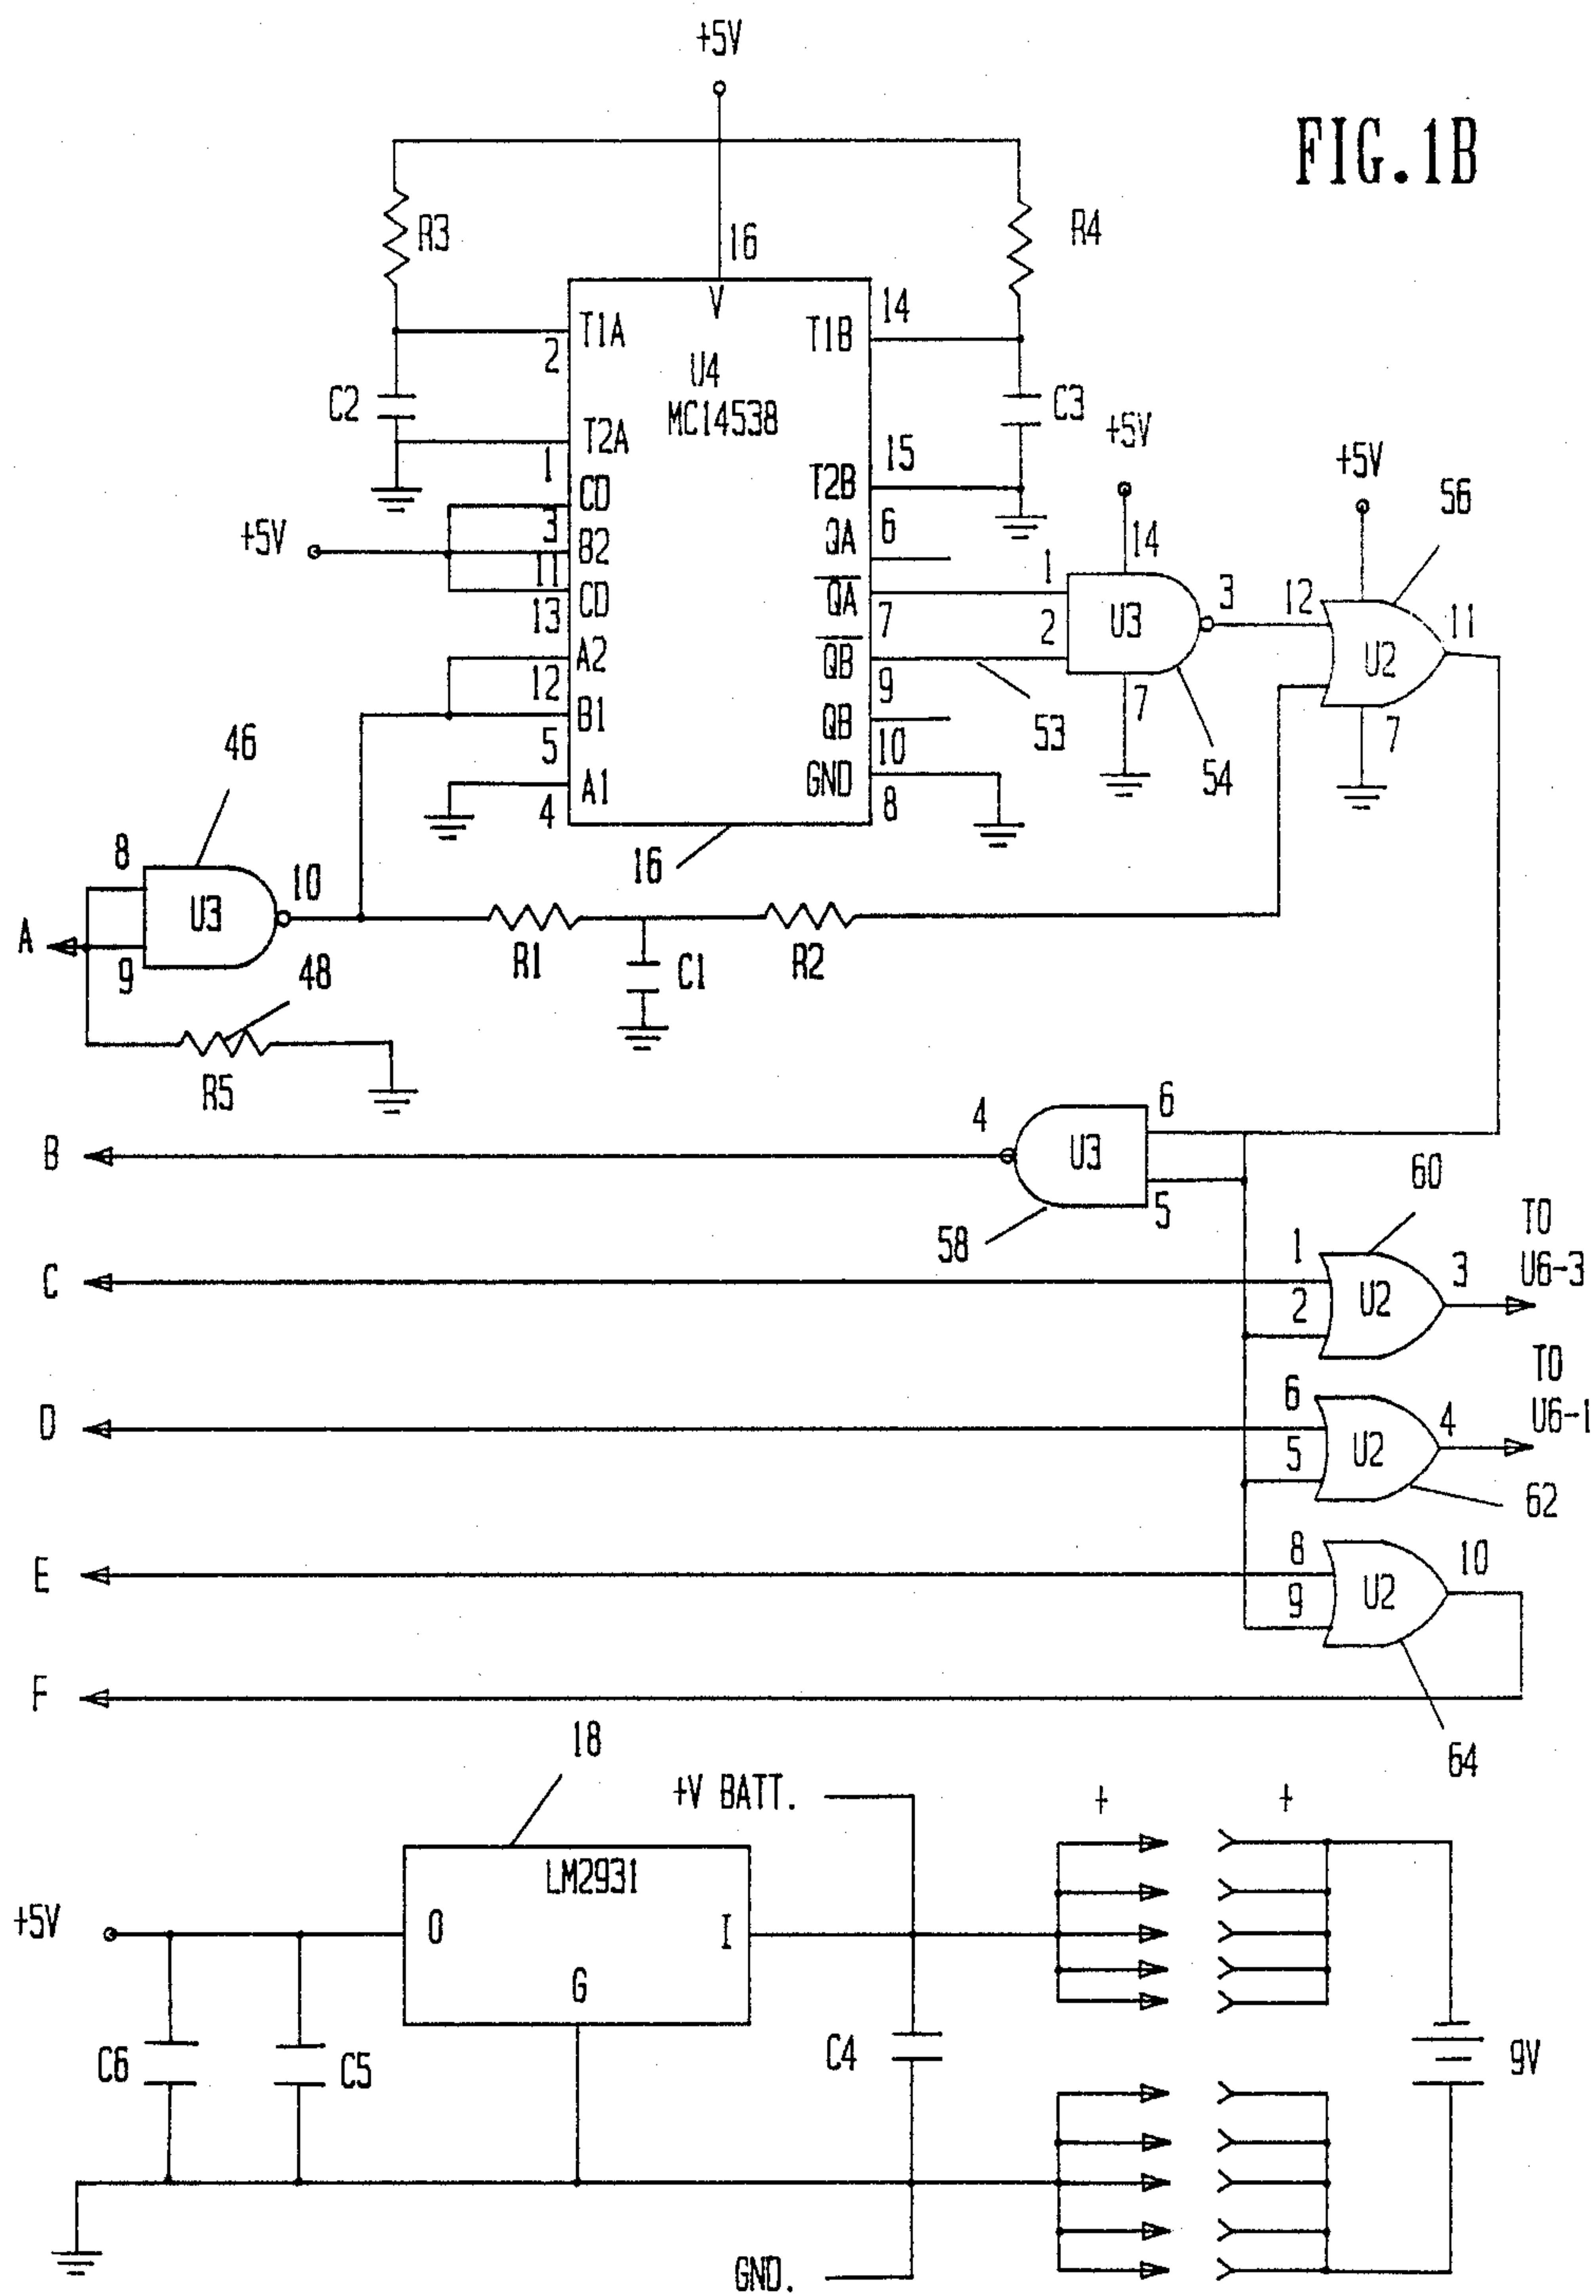 +5V
FIG.1B
R3
16
R4
V
14
T1A
T1B
2
U4
MC14538
C2
C3
+5V
T2A
15
+5V
56
1
T2B
CD
6
3
QA
14
+5V
B2
1
11
QA
3
12
11
CD
7
2
U3
13
QB
U2
A2
9
12
7
7
B1
QB
53
46
5
10
54
GND
A1
8
4
8
16
10
U3
A
9
48
R1
C1
R2
R5
4
6
B
U3
60
5
58
1
TO
U6-3
C
3
2
U2
TO
U6-1
6
D
4
5
U2
62
8
10
E
9
U2
F
18
64
+V BATT.
+
+
LM2931
+5V
O
I
G
C6
C5
C4
9V
GND.